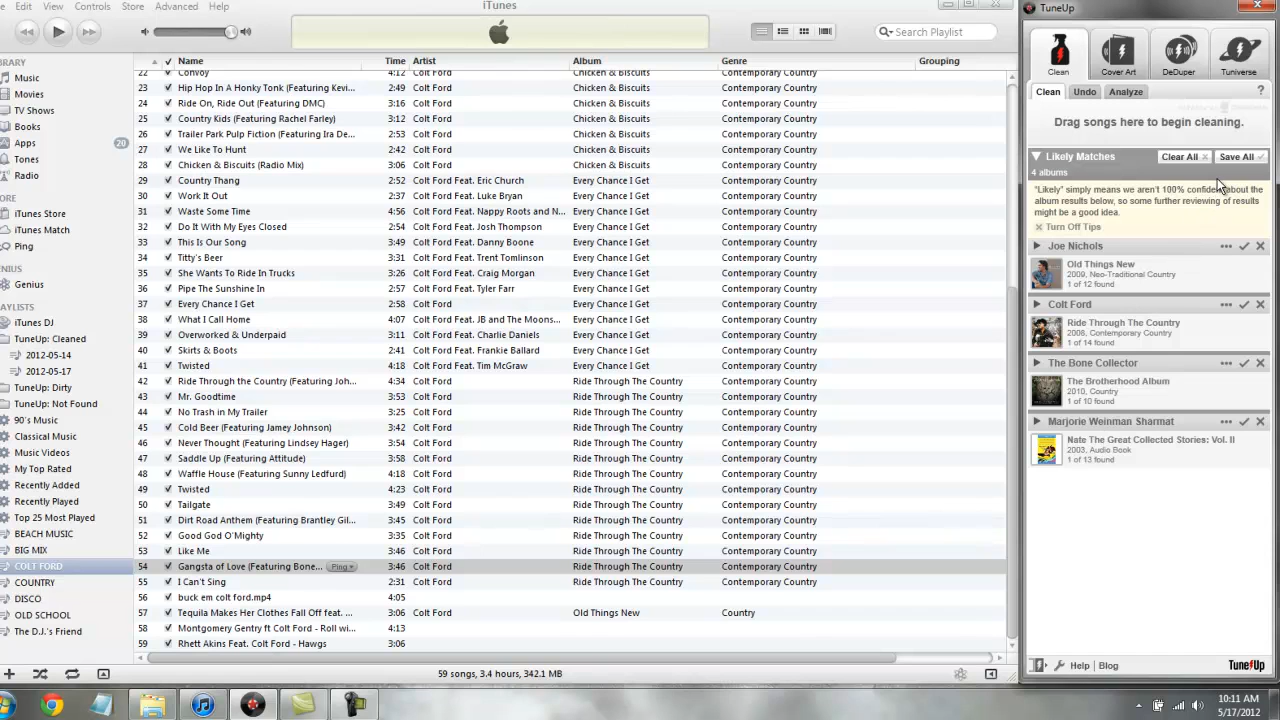 Edit View Controls Store Advanced Help
iTunes
TuneUp
Search Playlist
Clean
Cover Art
DeDuper
Tuniverse
Clean Undo Analyze ?
Drag songs here to begin cleaning.
Likely Matches Clear All Save All
4 albums
"Likely" simply means we aren't 100% confident about the
album results below, so some further reviewing of results
might be a good idea.
Turn Off Tips
Joe Nichols
Old Things New
2009, Neo-Traditional Country
1 of 12 found
Colt Ford
Ride Through The Country
2008, Contemporary Country
1 of 14 found
The Bone Collector
The Brotherhood Album
2010, Country
1 of 10 found
Marjorie Weinman Sharmat
Nate The Great Collected Stories: Vol. II
2003, Audio Book
1 of 13 found
Help Blog
TuneUp
BRARY
Music
Movies
TV Shows
Books
Apps 20
Tones
Radio
ORE
iTunes Store
iTunes Match
Ping
ENIUS
Genius
AYLISTS
iTunes DJ
TuneUp: Cleaned
2012-05-14
2012-05-17
TuneUp: Dirty
TuneUp: Not Found
90's Music
Classical Music
Music Videos
My Top Rated
Recently Added
Recently Played
Top 25 Most Played
BEACH MUSIC
BIG MIX
COLT FORD
COUNTRY
DISCO
OLD SCHOOL
The D.J.'s Friend
Name Time Artist Album Genre Grouping
22 Convoy 4:12 Colt Ford Chicken & Biscuits Contemporary Country
23 Hip Hop In A Honky Tonk (Featuring Kevi... 2:49 Colt Ford Chicken & Biscuits Contemporary Country
24 Ride On, Ride Out (Featuring DMC) 3:16 Colt Ford Chicken & Biscuits Contemporary Country
25 Country Kids (Featuring Rachel Farley) 3:12 Colt Ford Chicken & Biscuits Contemporary Country
26 Trailer Park Pulp Fiction (Featuring Ira De... 2:53 Colt Ford Chicken & Biscuits Contemporary Country
27 We Like To Hunt 2:42 Colt Ford Chicken & Biscuits Contemporary Country
28 Chicken & Biscuits (Radio Mix) 3:06 Colt Ford Chicken & Biscuits Contemporary Country
29 Country Thang 2:52 Colt Ford Feat. Eric Church Every Chance I Get Contemporary Country
30 Work It Out 2:37 Colt Ford Feat. Luke Bryan Every Chance I Get Contemporary Country
31 Waste Some Time 4:56 Colt Ford Feat. Nappy Roots and N... Every Chance I Get Contemporary Country
32 Do It With My Eyes Closed 3:54 Colt Ford Feat. Josh Thompson Every Chance I Get Contemporary Country
33 This Is Our Song 3:49 Colt Ford Feat. Danny Boone Every Chance I Get Contemporary Country
34 Titty's Beer 3:29 Colt Ford Feat. Trent Tomlinson Every Chance I Get Contemporary Country
35 She Wants To Ride In Trucks 3:27 Colt Ford Feat. Craig Morgan Every Chance I Get Contemporary Country
36 Pipe The Sunshine In 2:57 Colt Ford Feat. Tyler Farr Every Chance I Get Contemporary Country
37 Every Chance I Get 2:58 Colt Ford Every Chance I Get Contemporary Country
38 What I Call Home 4:07 Colt Ford Feat. JB and The Moons... Every Chance I Get Contemporary Country
39 Overworked & Underpaid 3:11 Colt Ford Feat. Charlie Daniels Every Chance I Get Contemporary Country
40 Skirts & Boots 2:41 Colt Ford Feat. Frankie Ballard Every Chance I Get Contemporary Country
41 Twisted 4:18 Colt Ford Feat. Tim McGraw Every Chance I Get Contemporary Country
42 Ride Through the Country (Featuring Joh... 4:34 Colt Ford Ride Through The Country Contemporary Country
43 Mr. Goodtime 3:53 Colt Ford Ride Through The Country Contemporary Country
44 No Trash in My Trailer 3:25 Colt Ford Ride Through The Country Contemporary Country
45 Cold Beer (Featuring Jamey Johnson) 3:42 Colt Ford Ride Through The Country Contemporary Country
46 Never Thought (Featuring Lindsey Hager) 3:54 Colt Ford Ride Through The Country Contemporary Country
47 Saddle Up (Featuring Attitude) 3:58 Colt Ford Ride Through The Country Contemporary Country
48 Waffle House (Featuring Sunny Ledfurd) 3:37 Colt Ford Ride Through The Country Contemporary Country
49 Twisted 4:23 Colt Ford Ride Through The Country Contemporary Country
50 Tailgate 3:49 Colt Ford Ride Through The Country Contemporary Country
51 Dirt Road Anthem (Featuring Brantley Gil... 3:45 Colt Ford Ride Through The Country Contemporary Country
52 Good God O'Mighty 3:35 Colt Ford Ride Through The Country Contemporary Country
53 Like Me 3:46 Colt Ford Ride Through The Country Contemporary Country
54 Gangsta of Love (Featuring Bone... Ping 3:46 Colt Ford Ride Through The Country Contemporary Country
55 I Can't Sing 2:31 Colt Ford Ride Through The Country Contemporary Country
56 buck em colt ford.mp4 4:05
57 Tequila Makes Her Clothes Fall Off feat. ... 3:06 Colt Ford Old Things New Country
58 Montgomery Gentry ft Colt Ford - Roll wi... 4:13
59 Rhett Akins Feat. Colt Ford - Hawgs 3:06
59 songs, 3.4 hours, 342.1 MB
10:11 AM
5/17/2012